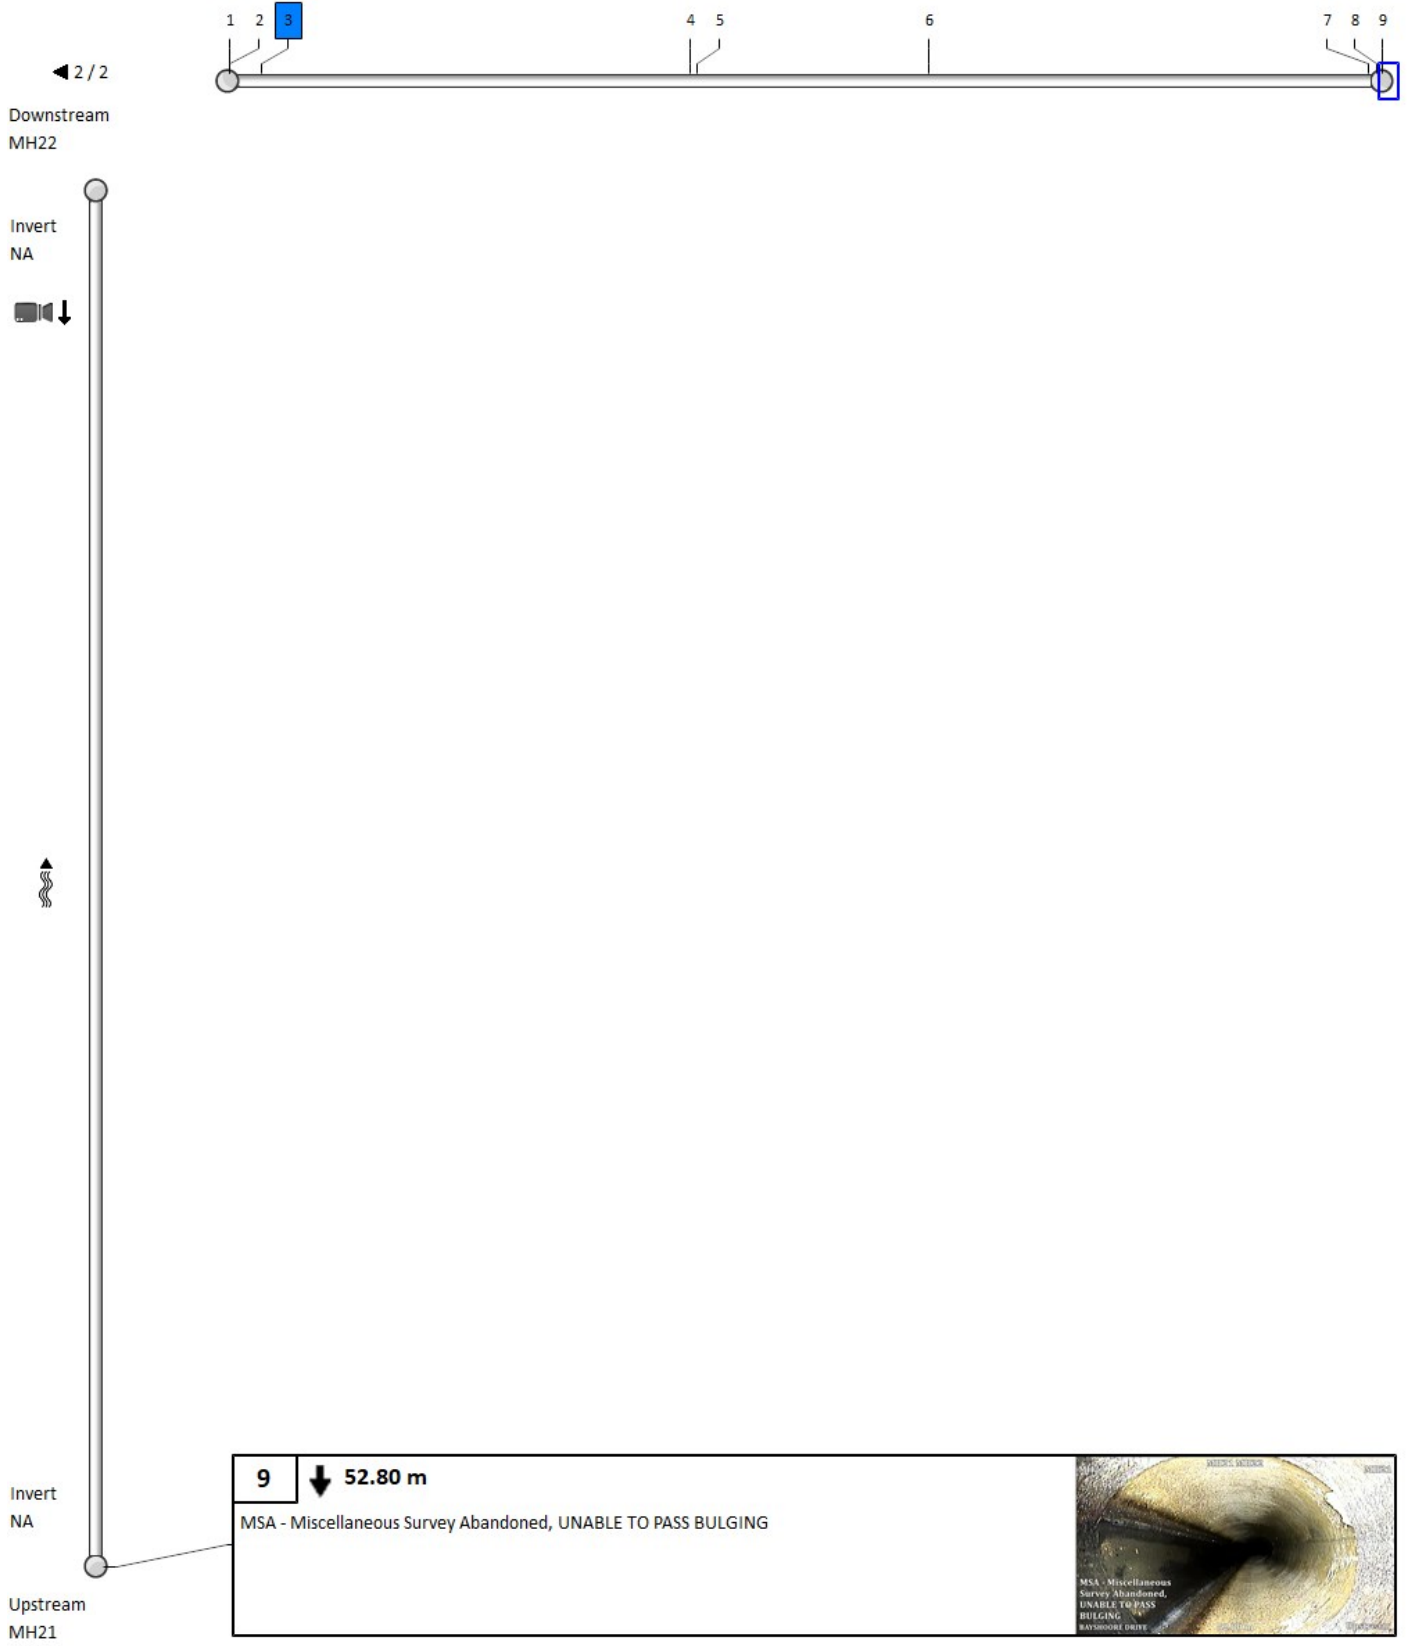 1 2 3 4 5 6 7 8 9
2 / 2
Downstream
MH22
Invert
NA
9 52.80 m
MSA - Miscellaneous Survey Abandoned, UNABLE TO PASS BULGING
MSA - Miscellaneous
Survey Abandoned,
UNABLE TO PASS
BULGING
BAYSHOORE DRIVE
Invert
NA
Upstream
MH21